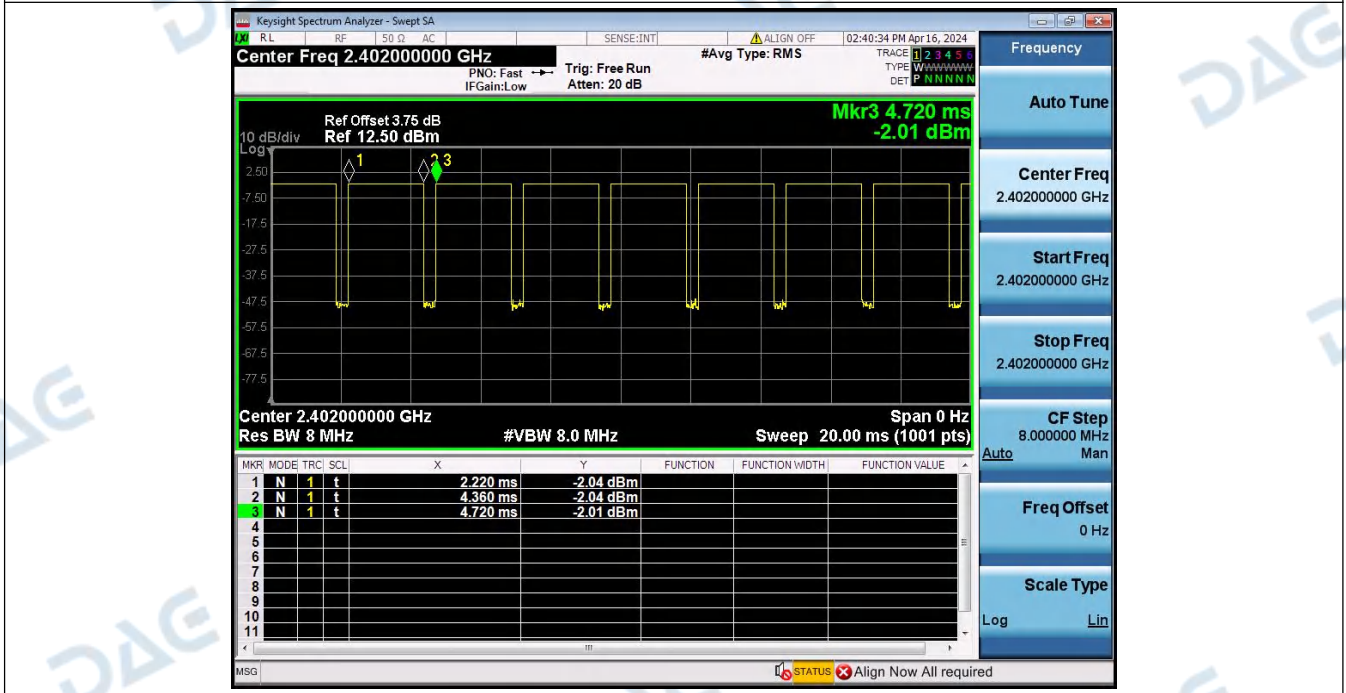 Keysight Spectrum Analyzer - Swept SA
LXI RL RF 50 Ω AC SENSE:INT ALIGN OFF 02:40:34 PM Apr 16, 2024
Center Freq 2.402000000 GHz
PNO: Fast
IFGain:Low
Trig: Free Run
Atten: 20 dB
#Avg Type: RMS
TRACE 1 2 3 4 5 6
TYPE WWWWWW
DET P NNNNN
Mkr3 4.720 ms
-2.01 dBm
Ref Offset 3.75 dB
10 dB/div Ref 12.50 dBm
Log
1 2 3
2.50
-7.50
-17.5
-27.5
-37.5
-47.5
-57.5
-67.5
-77.5
Center 2.402000000 GHz Span 0 Hz
Res BW 8 MHz #VBW 8.0 MHz Sweep 20.00 ms (1001 pts)
MKR MODE TRC SCL X Y FUNCTION FUNCTION WIDTH FUNCTION VALUE
1 N 1 t 2.220 ms -2.04 dBm
2 N 1 t 4.360 ms -2.04 dBm
3 N 1 t 4.720 ms -2.01 dBm
4
5
6
7
8
9
10
11
MSG STATUS Align Now All required
Frequency
Auto Tune
Center Freq
2.402000000 GHz
Start Freq
2.402000000 GHz
Stop Freq
2.402000000 GHz
CF Step
8.000000 MHz
Auto Man
Freq Offset
0 Hz
Scale Type
Log Lin
DAE
DAE